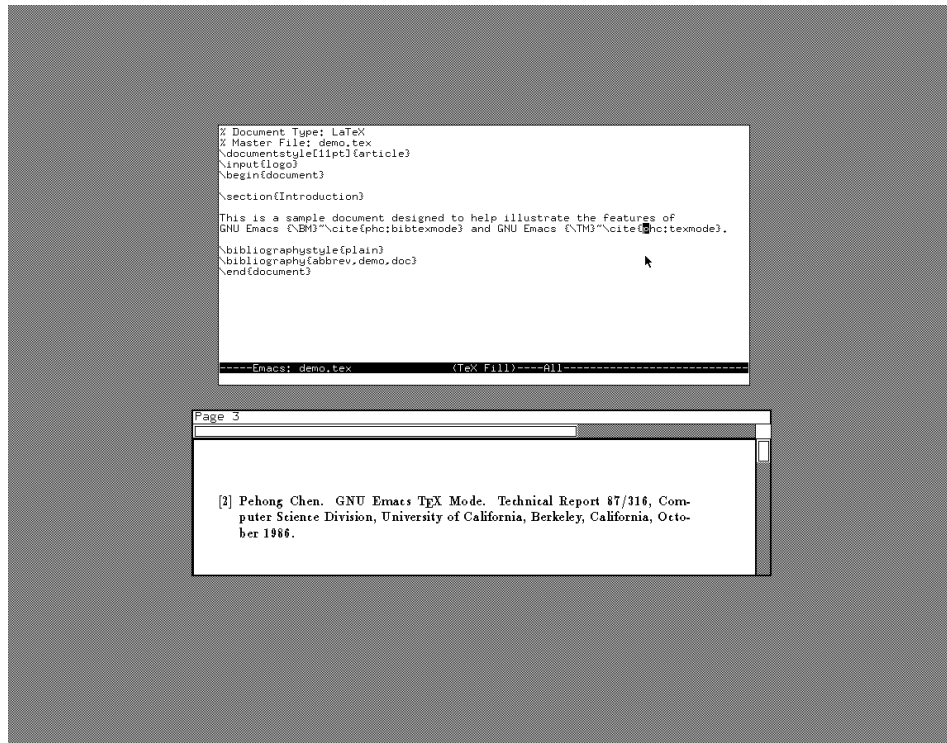 % Document Type: LaTeX
% Master File: demo.tex
\documentstyle[11pt]{article}
\input{logo}
\begin{document}
\section{Introduction}
This is a sample document designed to help illustrate the features of
GNU Emacs {\BM}~\cite{phc:bibtexmode} and GNU Emacs {\TM}~\cite{phc:texmode}.
\bibliographystyle{plain}
\bibliography{abbrev,demo,doc}
\end{document}
-----Emacs: demo.tex                 (TeX Fill)----All------------------------------
Page 3
[2] Pehong Chen. GNU Emacs TEX Mode. Technical Report 87/316, Com-
puter Science Division, University of California, Berkeley, California, Octo-
ber 1986.